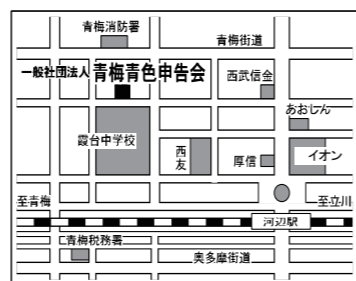 青梅消防署
青梅街道
一般社団法人 青梅青色申告会
西武信金
あおしん
霞台中学校
西友
厚信
イオン
至青梅
至立川
河辺駅
青梅税務署
奥多摩街道